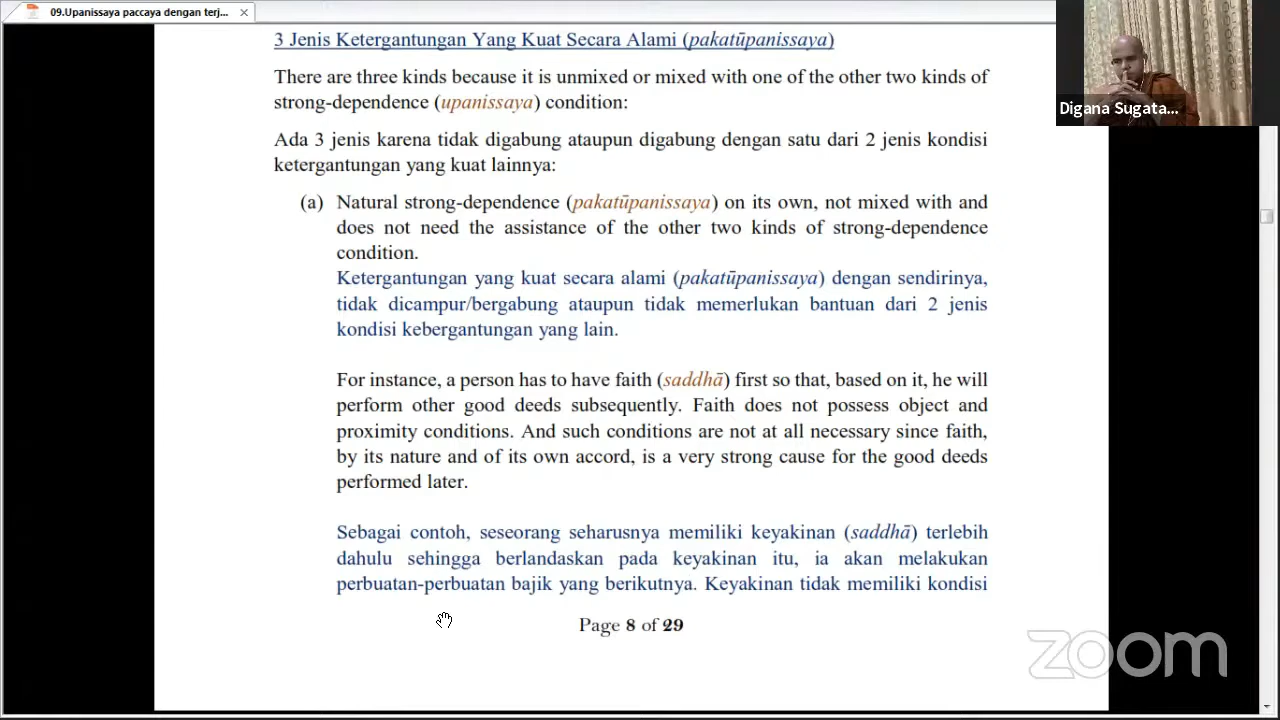 09.Upanissaya paccaya dengan terj...
3 Jenis Ketergantungan Yang Kuat Secara Alami (pakatūpanissaya)
There are three kinds because it is unmixed or mixed with one of the other two kinds of
strong-dependence (upanissaya) condition:
Digana Sugata...
Ada 3 jenis karena tidak digabung ataupun digabung dengan satu dari 2 jenis kondisi
ketergantungan yang kuat lainnya:
(a) Natural strong-dependence (pakatūpanissaya) on its own, not mixed with and
does not need the assistance of the other two kinds of strong-dependence
condition.
Ketergantungan yang kuat secara alami (pakatūpanissaya) dengan sendirinya,
tidak dicampur/bergabung ataupun tidak memerlukan bantuan dari 2 jenis
kondisi kebergantungan yang lain.
For instance, a person has to have faith (saddhā) first so that, based on it, he will
perform other good deeds subsequently. Faith does not possess object and
proximity conditions. And such conditions are not at all necessary since faith,
by its nature and of its own accord, is a very strong cause for the good deeds
performed later.
Sebagai contoh, seseorang seharusnya memiliki keyakinan (saddhā) terlebih
dahulu sehingga berlandaskan pada keyakinan itu, ia akan melakukan
perbuatan-perbuatan bajik yang berikutnya. Keyakinan tidak memiliki kondisi
Page 8 of 29
zoom